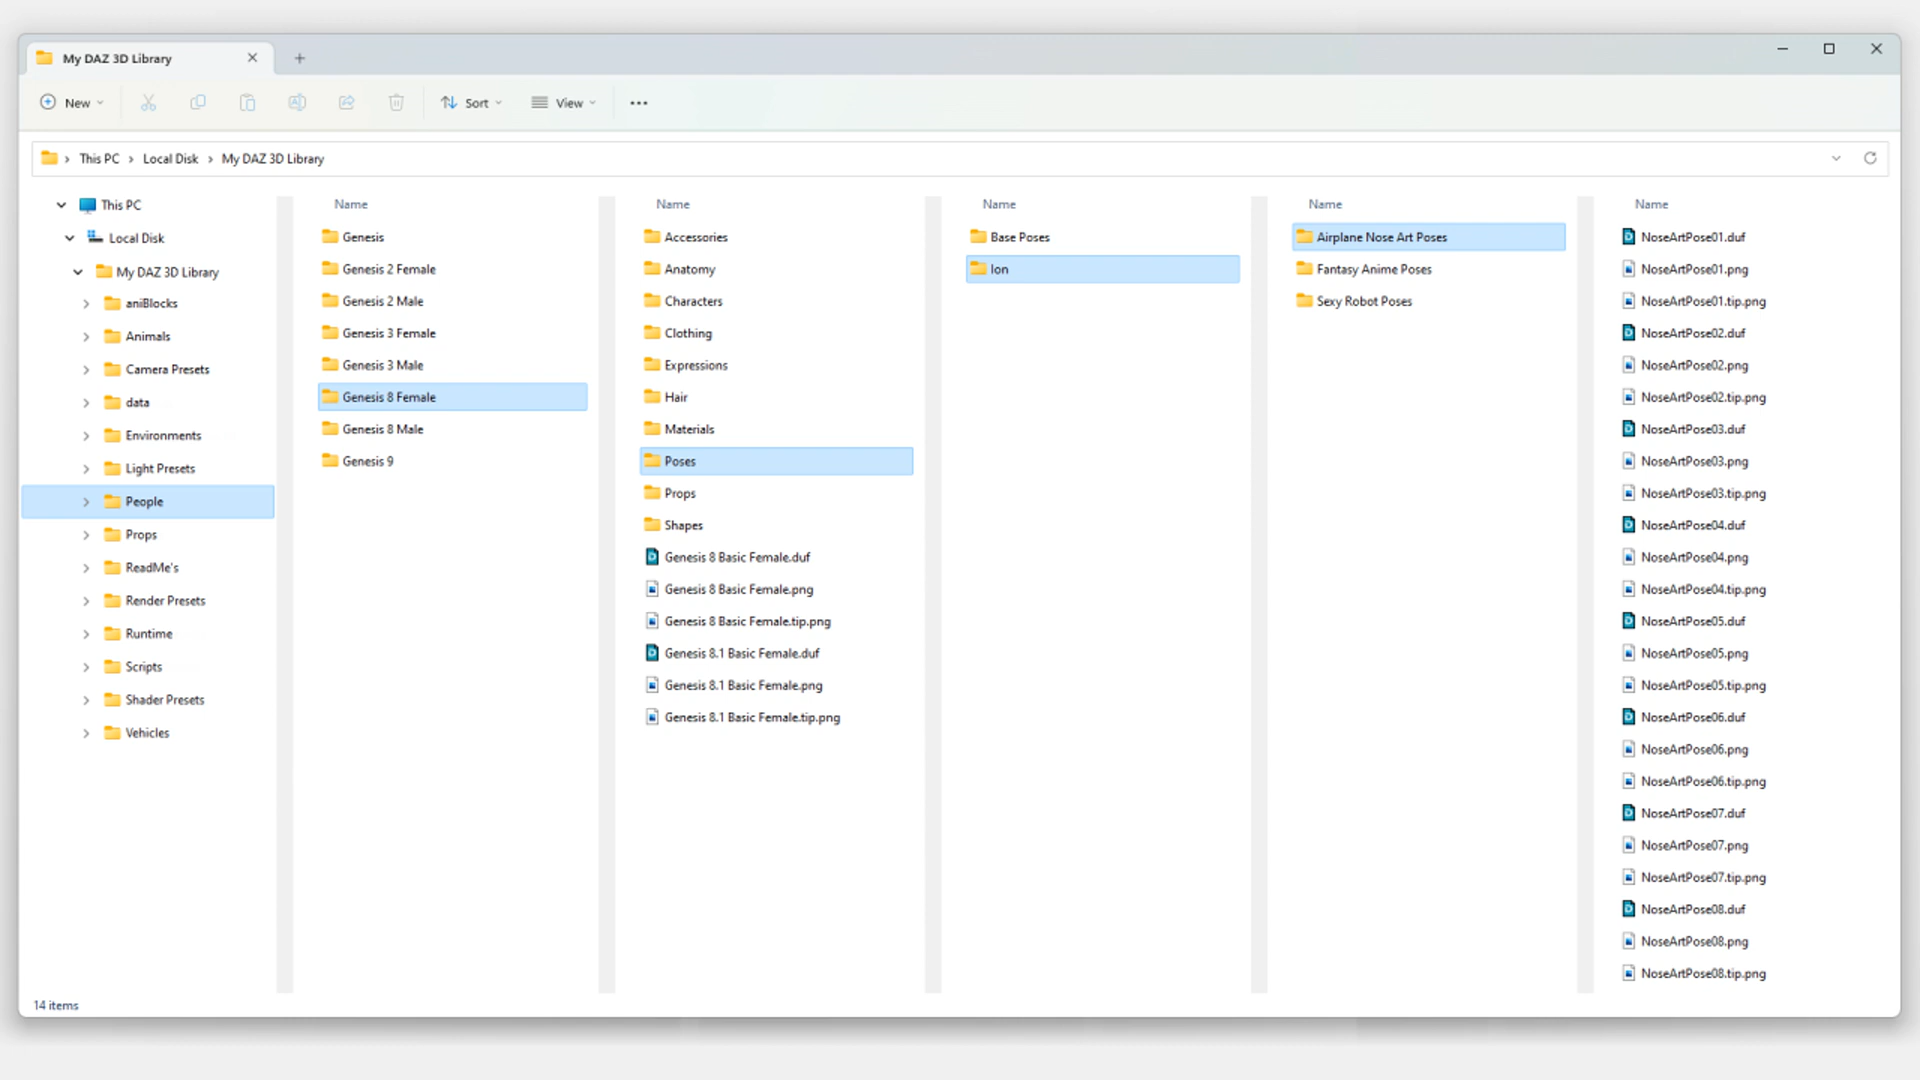 My DAZ 3D Library
New
Sort
View
This PC
Local Disk
My DAZ 3D Library
This PC
Local Disk
My DAZ 3D Library
aniBlocks
Animals
Camera Presets
data
Environments
Light Presets
People
Props
ReadMe's
Render Presets
Runtime
Scripts
Shader Presets
Vehicles
Name
Genesis
Genesis 2 Female
Genesis 2 Male
Genesis 3 Female
Genesis 3 Male
Genesis 8 Female
Genesis 8 Male
Genesis 9
Name
Accessories
Anatomy
Characters
Clothing
Expressions
Hair
Materials
Poses
Props
Shapes
Genesis 8 Basic Female.duf
Genesis 8 Basic Female.png
Genesis 8 Basic Female.tip.png
Genesis 8.1 Basic Female.duf
Genesis 8.1 Basic Female.png
Genesis 8.1 Basic Female.tip.png
Name
Base Poses
Ion
Name
Airplane Nose Art Poses
Fantasy Anime Poses
Sexy Robot Poses
Name
NoseArtPose01.duf
NoseArtPose01.png
NoseArtPose01.tip.png
NoseArtPose02.duf
NoseArtPose02.png
NoseArtPose02.tip.png
NoseArtPose03.duf
NoseArtPose03.png
NoseArtPose03.tip.png
NoseArtPose04.duf
NoseArtPose04.png
NoseArtPose04.tip.png
NoseArtPose05.duf
NoseArtPose05.png
NoseArtPose05.tip.png
NoseArtPose06.duf
NoseArtPose06.png
NoseArtPose06.tip.png
NoseArtPose07.duf
NoseArtPose07.png
NoseArtPose07.tip.png
NoseArtPose08.duf
NoseArtPose08.png
NoseArtPose08.tip.png
14 items